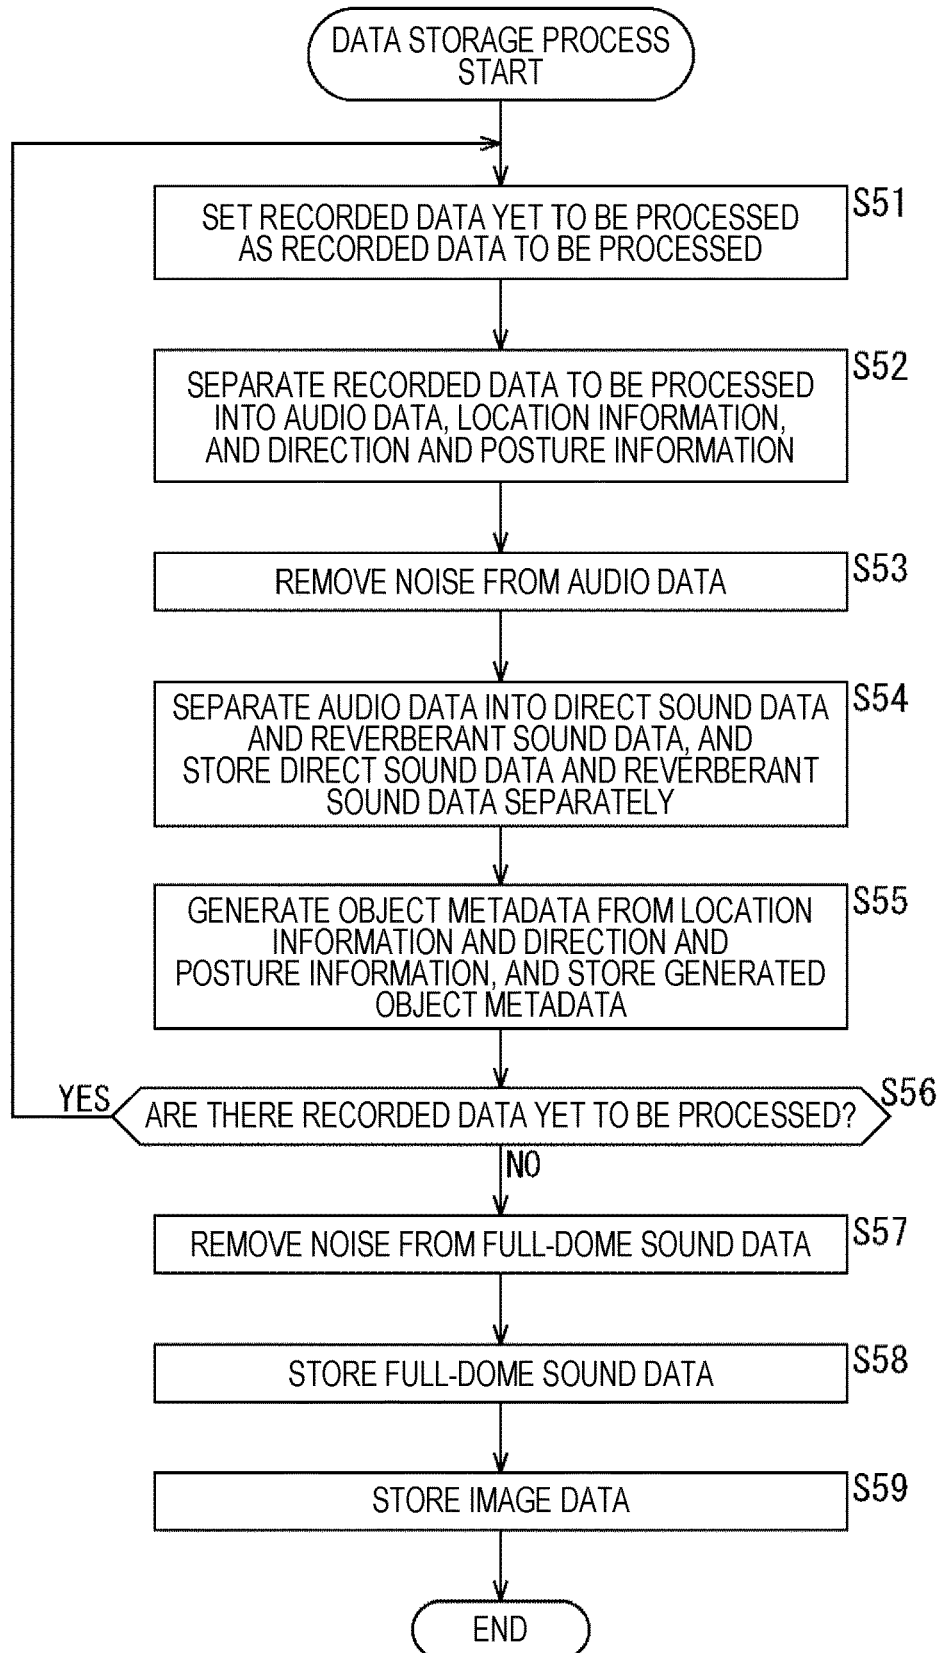 DATA STORAGE PROCESS
START
SET RECORDED DATA YET TO BE PROCESSED
AS RECORDED DATA TO BE PROCESSED
S51
SEPARATE RECORDED DATA TO BE PROCESSED
INTO AUDIO DATA, LOCATION INFORMATION,
AND DIRECTION AND POSTURE INFORMATION
S52
REMOVE NOISE FROM AUDIO DATA
S53
SEPARATE AUDIO DATA INTO DIRECT SOUND DATA
AND REVERBERANT SOUND DATA, AND
STORE DIRECT SOUND DATA AND REVERBERANT
SOUND DATA SEPARATELY
S54
GENERATE OBJECT METADATA FROM LOCATION
INFORMATION AND DIRECTION AND
POSTURE INFORMATION, AND STORE GENERATED
OBJECT METADATA
S55
YES
ARE THERE RECORDED DATA YET TO BE PROCESSED?
S56
NO
REMOVE NOISE FROM FULL-DOME SOUND DATA
S57
STORE FULL-DOME SOUND DATA
S58
STORE IMAGE DATA
S59
END